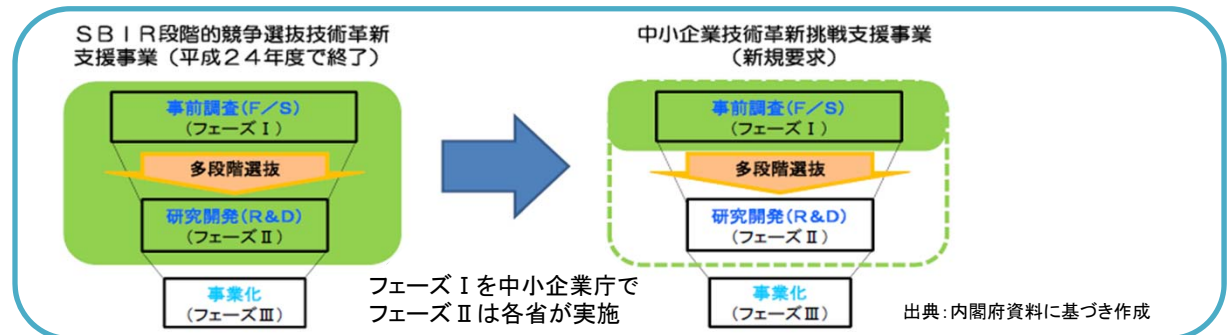 SBIR段階的競争選抜技術革新
支援事業(平成24年度で終了)
事前調査(F/S)
(フェーズⅠ)
多段階選抜
研究開発(R&D)
(フェーズⅡ)
事業化
(フェーズⅢ)
中小企業技術革新挑戦支援事業
(新規要求)
事前調査(F/S)
(フェーズⅠ)
多段階選抜
研究開発(R&D)
(フェーズⅡ)
事業化
(フェーズⅢ)
フェーズⅠを中小企業庁で
フェーズⅡは各省が実施
出典:内閣府資料に基づき作成